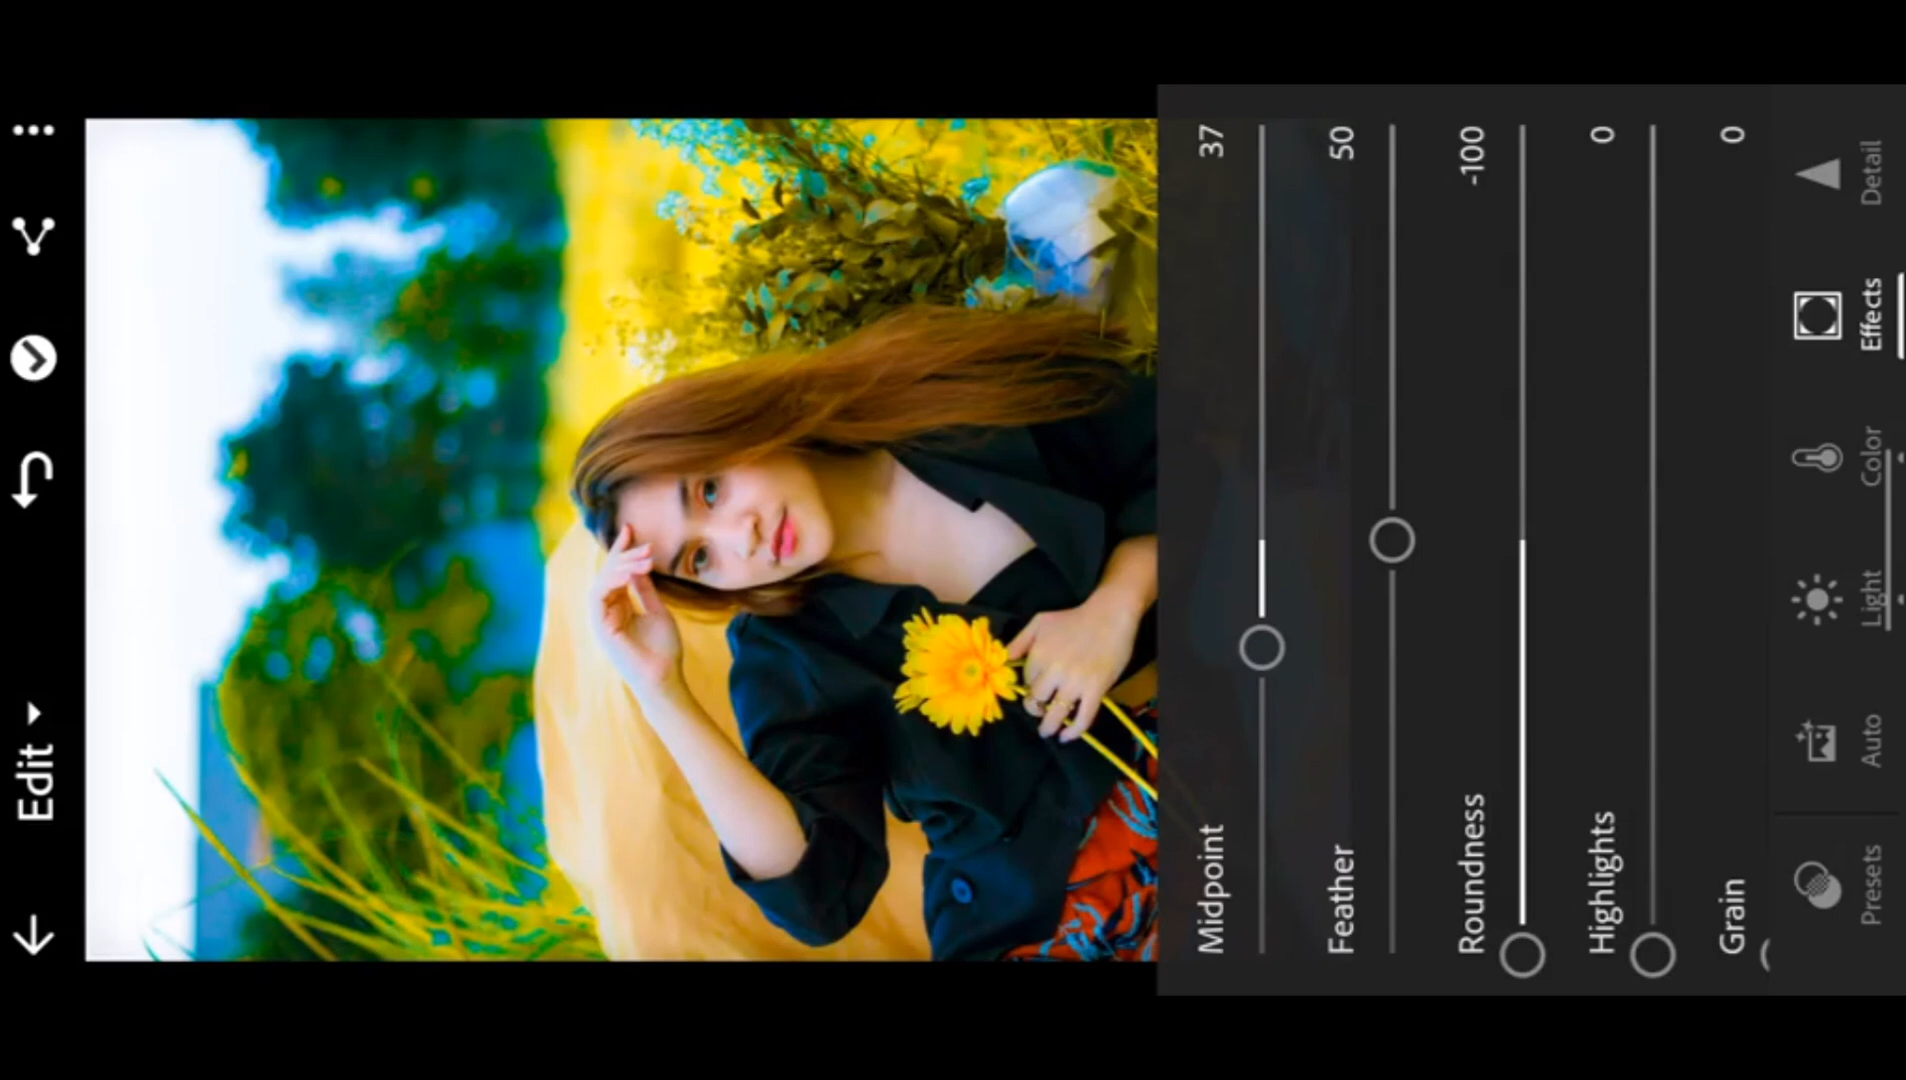 Edit
Midpoint 37
Feather 50
Roundness -100
Highlights 0
Grain 0
Presets
Auto
Light
Color
Effects
Detail